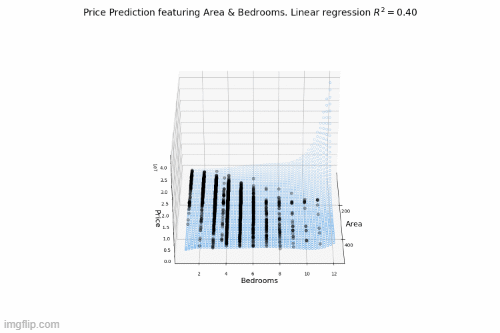 Price Prediction featuring Area & Bedrooms. Linear regression R² = 0.40
4.0
3.5
3.0
2.5
2.0
1.5
1.0
0.5
0.0
Price
200
400
Area
2 4 6 8 10 12
Bedrooms
imgflip.com